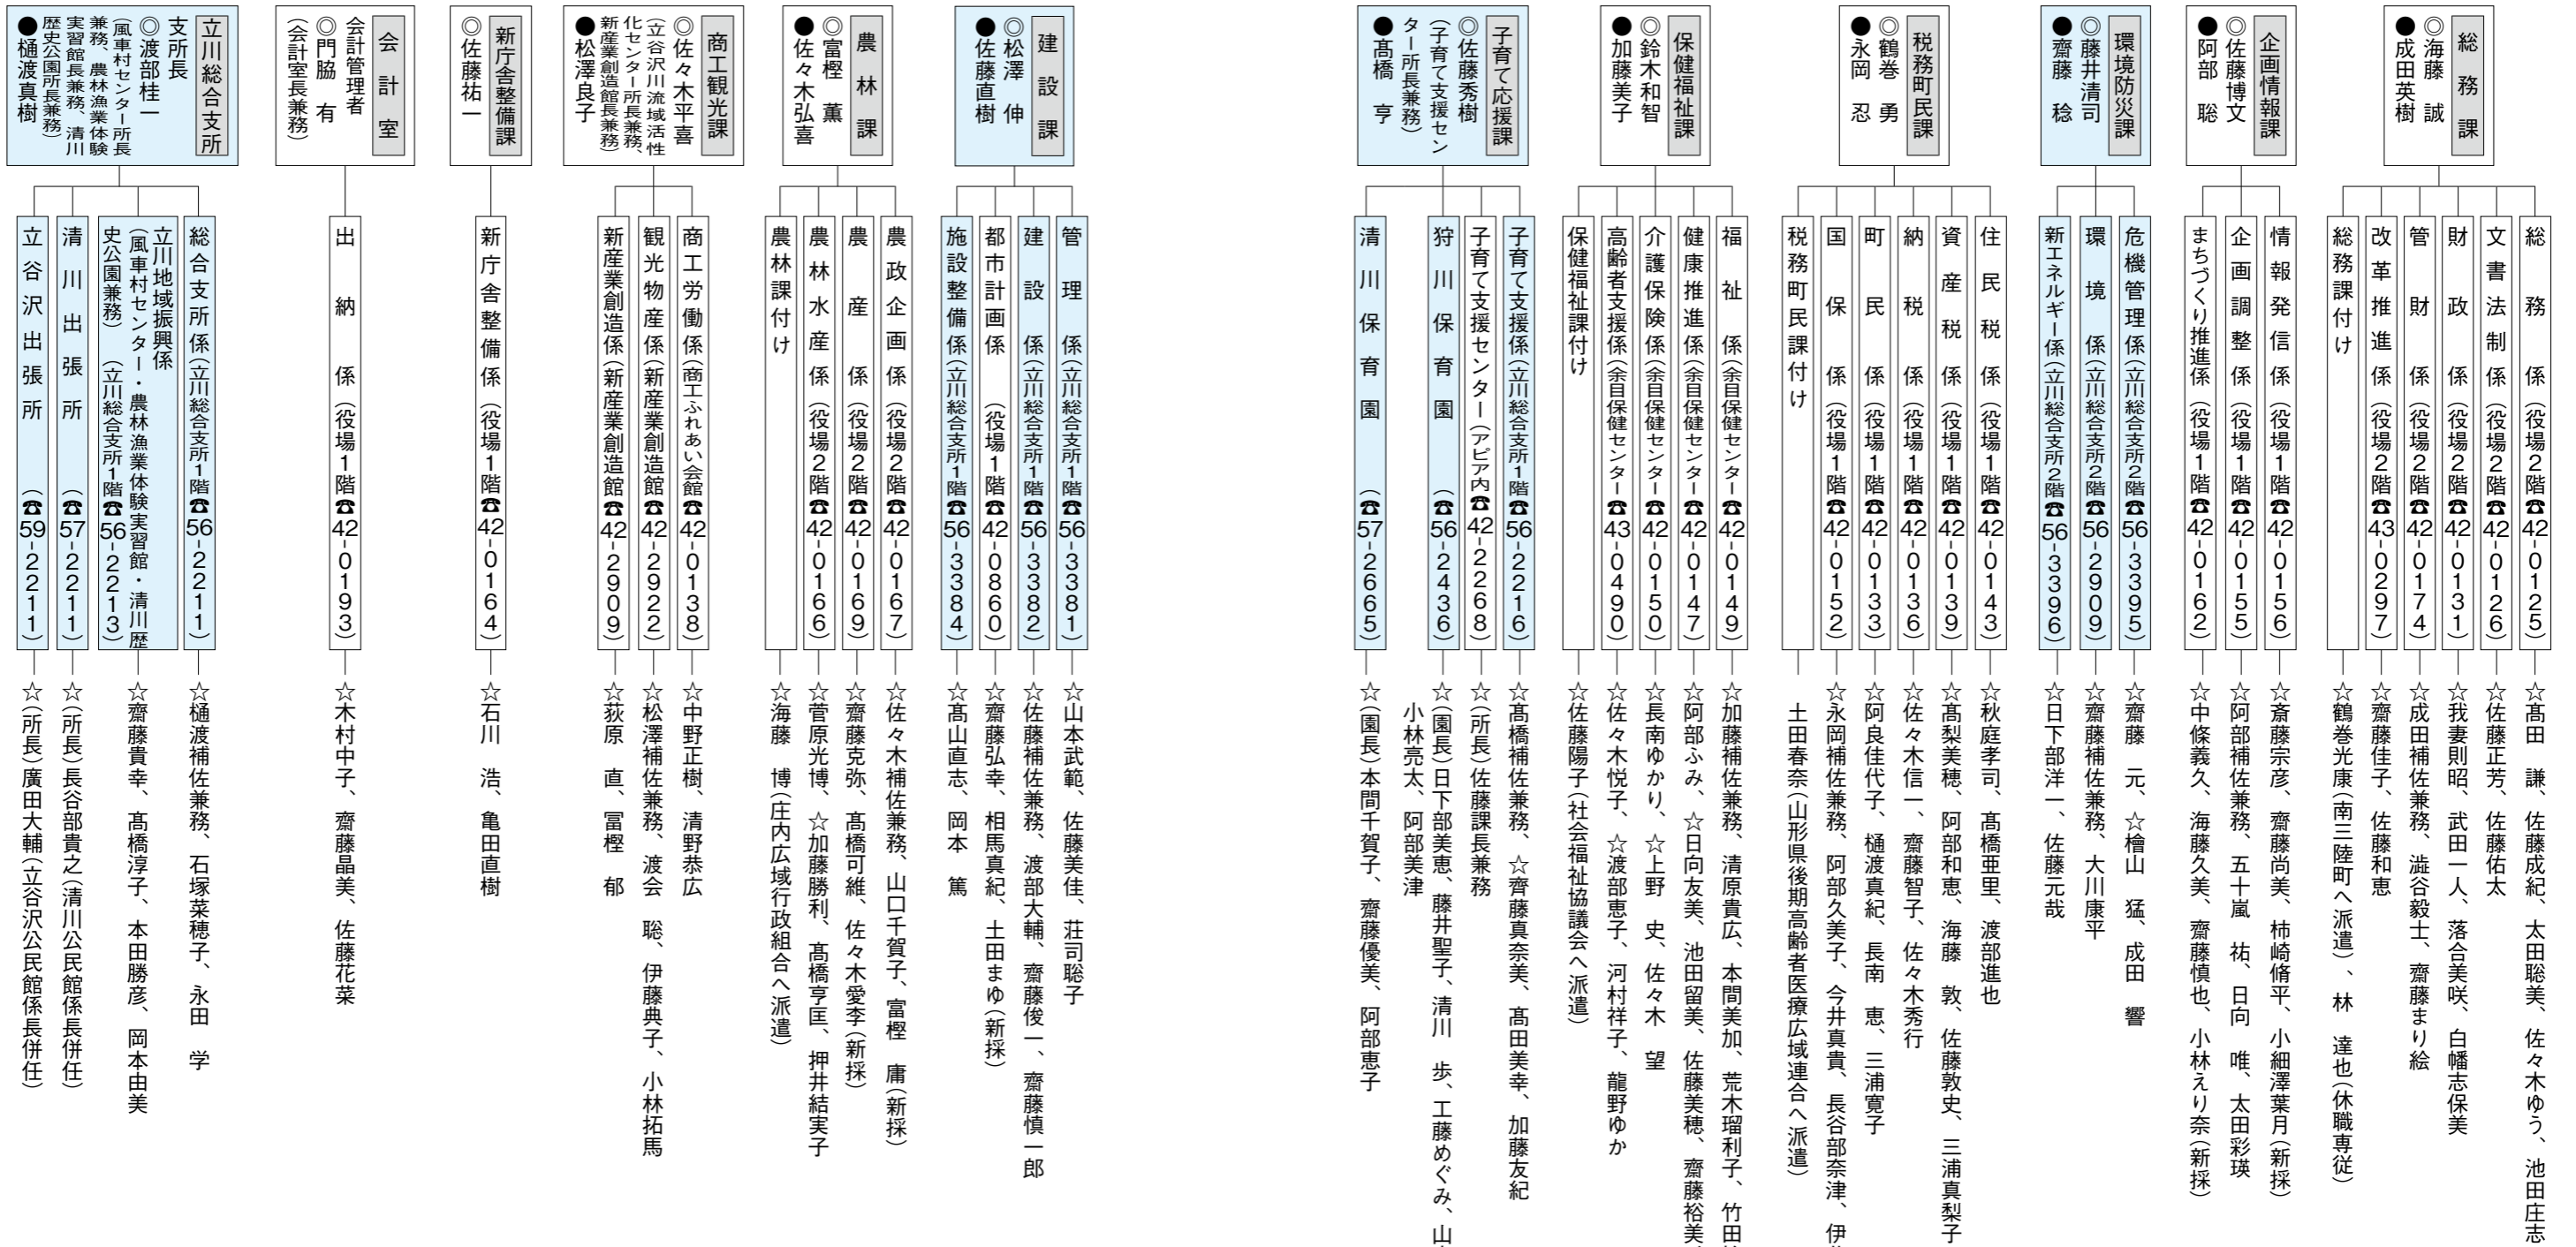 総務課
◎海藤　誠
●成田英樹
総務係（役場2階☎42-0125）
☆髙田　謙、佐藤成紀、太田聡美、佐々木ゆう、池田庄志
文書法制係（役場2階☎42-0126）
☆佐藤正芳、佐藤佑太
財政係（役場2階☎42-0131）
☆我妻則昭、武田一人、落合美咲、白幡志保美
管財係（役場2階☎42-0174）
☆成田補佐兼務、澁谷毅士、齋藤まり絵
改革推進係（役場2階☎43-0297）
☆齋藤佳子、佐藤和恵
総務課付け
☆鶴巻光康（南三陸町へ派遣）、林　達也（休職専従）
企画情報課
◎佐藤博文
●阿部　聡
情報発信係（役場1階☎42-0156）
☆斎藤宗彦、齋藤尚美、柿崎脩平、小細澤葉月（新採）
企画調整係（役場1階☎42-0155）
☆阿部補佐兼務、五十嵐　祐、日向　唯、太田彩瑛
まちづくり推進係（役場1階☎42-0162）
☆中條義久、海藤久美、齋藤慎也、小林えり奈（新採）
環境防災課
◎藤井清司
●齋藤　稔
危機管理係（立川総合支所2階☎56-3395）
☆齋藤　元、☆檜山　猛、成田　響
環境係（立川総合支所2階☎56-2909）
☆齋藤補佐兼務、大川康平
新エネルギー係（立川総合支所2階☎56-3396）
☆日下部洋一、佐藤元哉
税務町民課
◎鶴巻　勇
●永岡　忍
住民税係（役場1階☎42-0143）
☆秋庭孝司、髙橋亜里、渡部進也
資産税係（役場1階☎42-0139）
☆髙梨美穂、阿部和恵、海藤　敦、佐藤敦史、三浦真梨子
納税係（役場1階☎42-0136）
☆佐々木信一、齋藤智子、佐々木秀行
町民係（役場1階☎42-0133）
☆阿良佳代子、樋渡真紀、長南　恵、三浦寛子
国保係（役場1階☎42-0152）
☆永岡補佐兼務、阿部久美子、今井真貴、長谷部奈津、
税務町民課付け
土田春奈（山形県後期高齢者医療広域連合へ派遣）
保健福祉課
◎鈴木和智
●加藤美子
福祉係（余目保健センター☎42-0149）
☆加藤補佐兼務、清原貴広、本間美加、荒木瑠利子、竹田
健康推進係（余目保健センター☎42-0147）
☆阿部ふみ、☆日向友美、池田留美、佐藤美穂、齋藤裕美
介護保険係（余目保健センター☎42-0150）
☆長南ゆかり、☆上野　史、佐々木　望
高齢者支援係（余目保健センター☎43-0490）
☆佐々木悦子、☆渡部恵子、河村祥子、龍野ゆか
保健福祉課付け
☆佐藤陽子（社会福祉協議会へ派遣）
子育て応援課
◎佐藤秀樹
（子育て支援セン
ター所長兼務）
●髙橋　亨
子育て支援係（立川総合支所1階☎56-2216）
☆髙橋補佐兼務、☆齊藤真奈美、髙田美幸、加藤友紀
子育て支援センター（アピア内☎42-2268）
☆（所長）佐藤課長兼務
狩川保育園（☎56-2436）
☆（園長）日下部美恵、藤井聖子、清川　歩、工藤めぐみ、
小林亮太、阿部美津
清川保育園（☎57-2665）
☆（園長）本間千賀子、齋藤優美、阿部恵子
建設課
◎松澤　伸
●佐藤直樹
管理係（立川総合支所1階☎56-3381）
☆山本武範、佐藤美佳、荘司聡子
建設係（立川総合支所1階☎56-3382）
☆佐藤補佐兼務、渡部大輔、齋藤俊一、齋藤慎一郎
都市計画係（役場1階☎42-0860）
☆齋藤弘幸、相馬真紀、土田まゆ（新採）
施設整備係（立川総合支所1階☎56-3384）
☆髙山直志、岡本　篤
農林課
◎富樫　薫
●佐々木弘喜
農政企画係（役場2階☎42-0167）
☆佐々木補佐兼務、山口千賀子、富樫　庸（新採）
農産係（役場2階☎42-0169）
☆齋藤克弥、髙橋可維、佐々木愛李（新採）
農林水産係（役場2階☎42-0166）
☆菅原光博、☆加藤勝利、髙橋亨匡、押井結実子
農林課付け
☆海藤　博（庄内広域行政組合へ派遣）
商工観光課
◎佐々木平喜
（立谷沢川流域活性
化センター所長兼務、
新産業創造館長兼務）
●松澤良子
商工労働係（商工ふれあい会館☎42-0138）
☆中野正樹、清野恭広
観光物産係（新産業創造館☎42-2922）
☆松澤補佐兼務、渡会　聡、伊藤典子、小林拓馬
新産業創造係（新産業創造館☎42-2909）
☆荻原　直、冨樫　郁
新庁舎整備課
◎佐藤祐一
新庁舎整備係（役場1階☎42-0164）
☆石川　浩、亀田直樹
会計室
会計管理者
◎門脇　有
（会計室長兼務）
出納係（役場1階☎42-0193）
☆木村中子、齋藤晶美、佐藤花菜
立川総合支所
支所長
◎渡部桂一
（風車村センター所長
兼務、農林漁業体験
実習館長兼務、清川
歴史公園所長兼務）
●樋渡真樹
総合支所係（立川総合支所1階☎56-2211）
☆樋渡補佐兼務、石塚菜穂子、永田　学
立川地域振興係
（風車村センター・農林漁業体験実習館・清川歴
史公園兼務）（立川総合支所1階☎56-2213）
☆齋藤貴幸、髙橋淳子、本田勝彦、岡本由美
清川出張所（☎57-2211）
☆（所長）長谷部貴之（清川公民館係長併任）
立谷沢出張所（☎59-2211）
☆（所長）廣田大輔（立谷沢公民館係長併任）